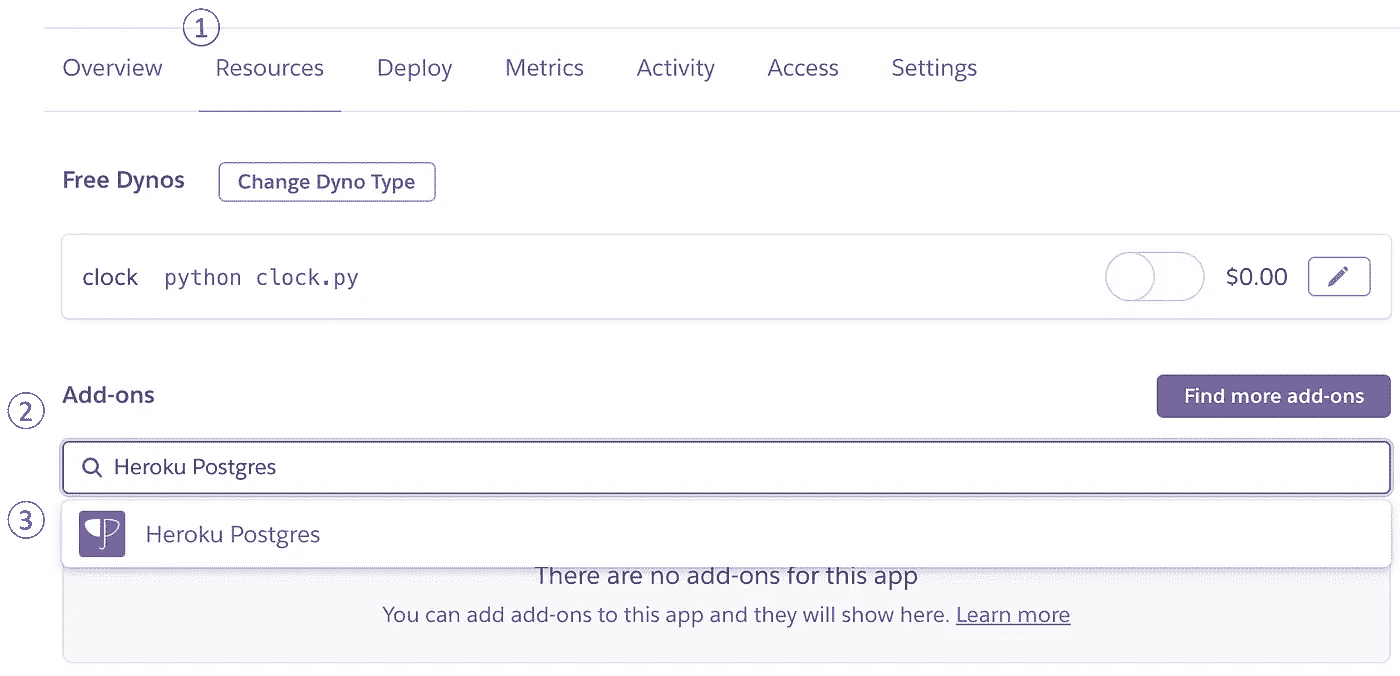 1
Overview Resources Deploy Metrics Activity Access Settings
Free Dynos Change Dyno Type
clock python clock.py $0.00
2 Add-ons Find more add-ons
Heroku Postgres
3 Heroku Postgres
There are no add-ons for this app
You can add add-ons to this app and they will show here. Learn more